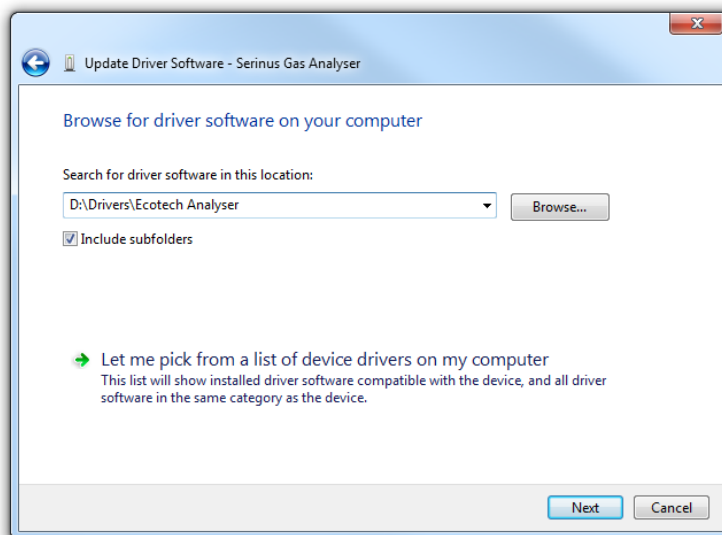 Update Driver Software - Serinus Gas Analyser
Browse for driver software on your computer
Search for driver software in this location:
D:\Drivers\Ecotech Analyser
Browse...
Include subfolders
Let me pick from a list of device drivers on my computer
This list will show installed driver software compatible with the device, and all driver
software in the same category as the device.
Next
Cancel